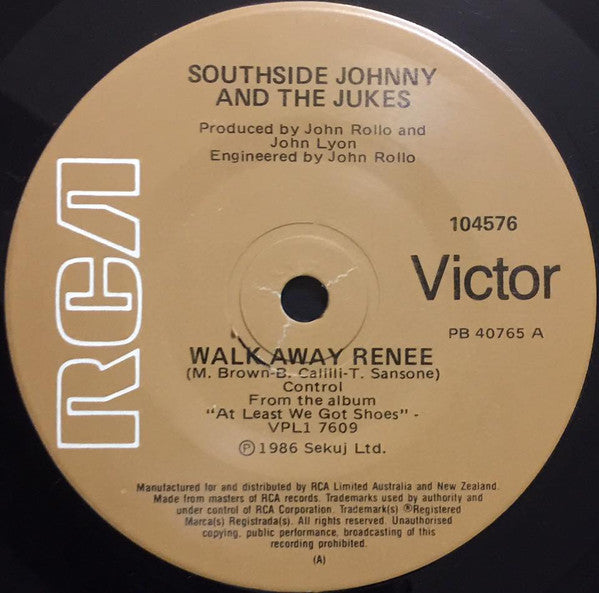 SOUTHSIDE JOHNNY
AND THE JUKES
Produced by John Rollo and
John Lyon
Engineered by John Rollo
RCA
104576
Victor
PB 40765 A
WALK AWAY RENEE
(M. Brown-B. Calilli-T. Sansone)
Control
From the album
"At Least We Got Shoes" -
VPL1 7609
Ⓟ1986 Sekuj Ltd.
Manufactured for and distributed by RCA Limited Australia and New Zealand.
Made from masters of RCA records. Trademarks used by authority and
under control of RCA Corporation. Trademark(s) ®Registered
Marca(s) Registrada(s). All rights reserved. Unauthorised
copying, public performance, broadcasting of this
recording prohibited.
(A)